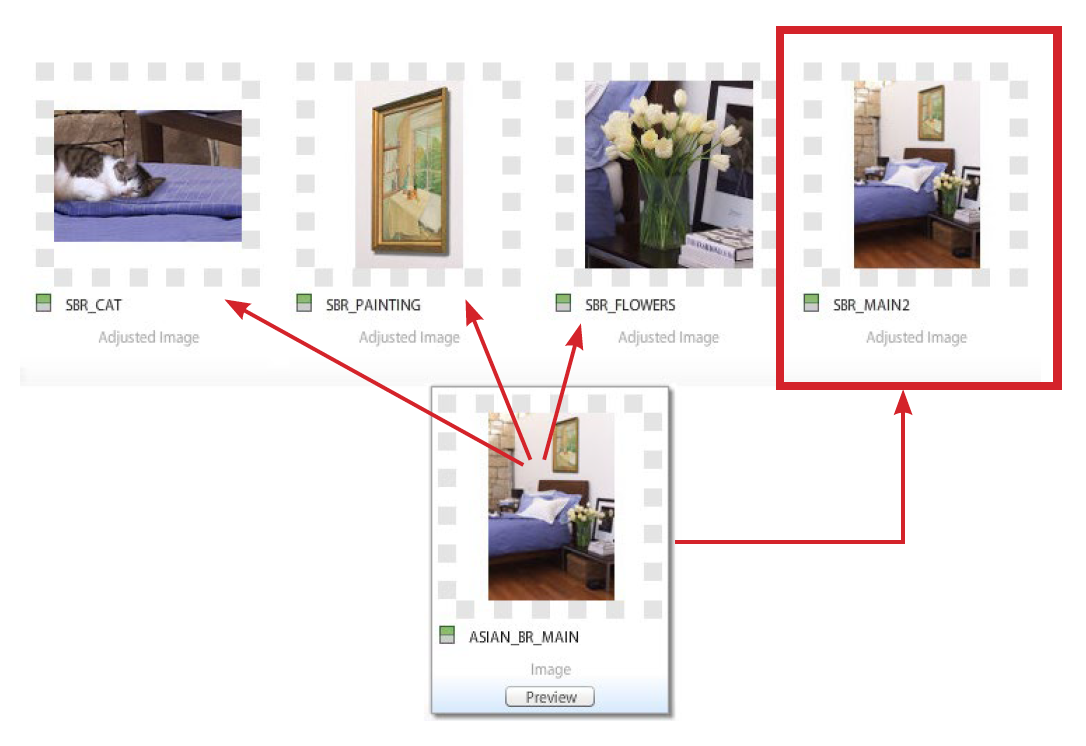 SBR_CAT
Adjusted Image
SBR_PAINTING
Adjusted Image
SBR_FLOWERS
Adjusted Image
SBR_MAIN2
Adjusted Image
ASIAN_BR_MAIN
Image
Preview